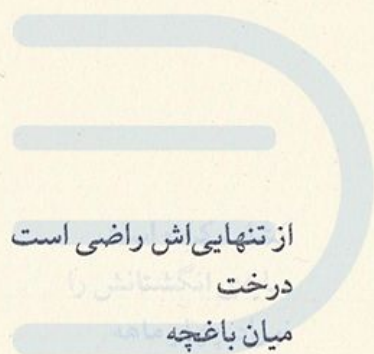 از تنهایی‌اش راضی است
درخت
میان باغچه